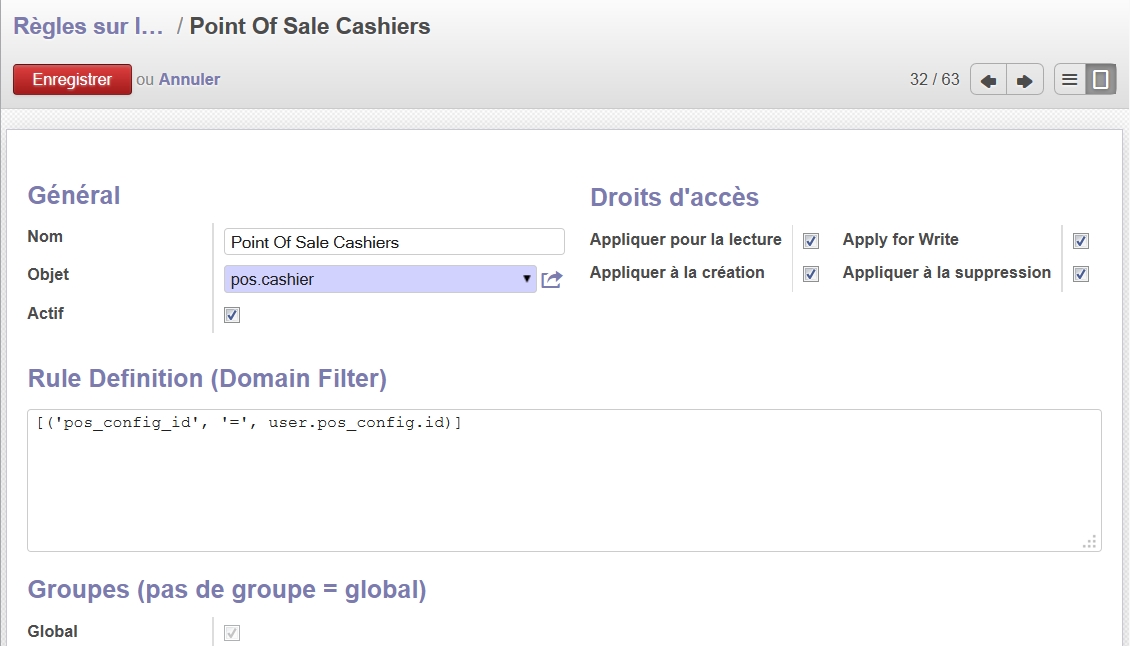 Règles sur l… / Point Of Sale Cashiers
Enregistrer ou Annuler
32 / 63
Général
Nom
Point Of Sale Cashiers
Objet
pos.cashier
Actif
Droits d'accès
Appliquer pour la lecture
Apply for Write
Appliquer à la création
Appliquer à la suppression
Rule Definition (Domain Filter)
[('pos_config_id', '=', user.pos_config.id)]
Groupes (pas de groupe = global)
Global